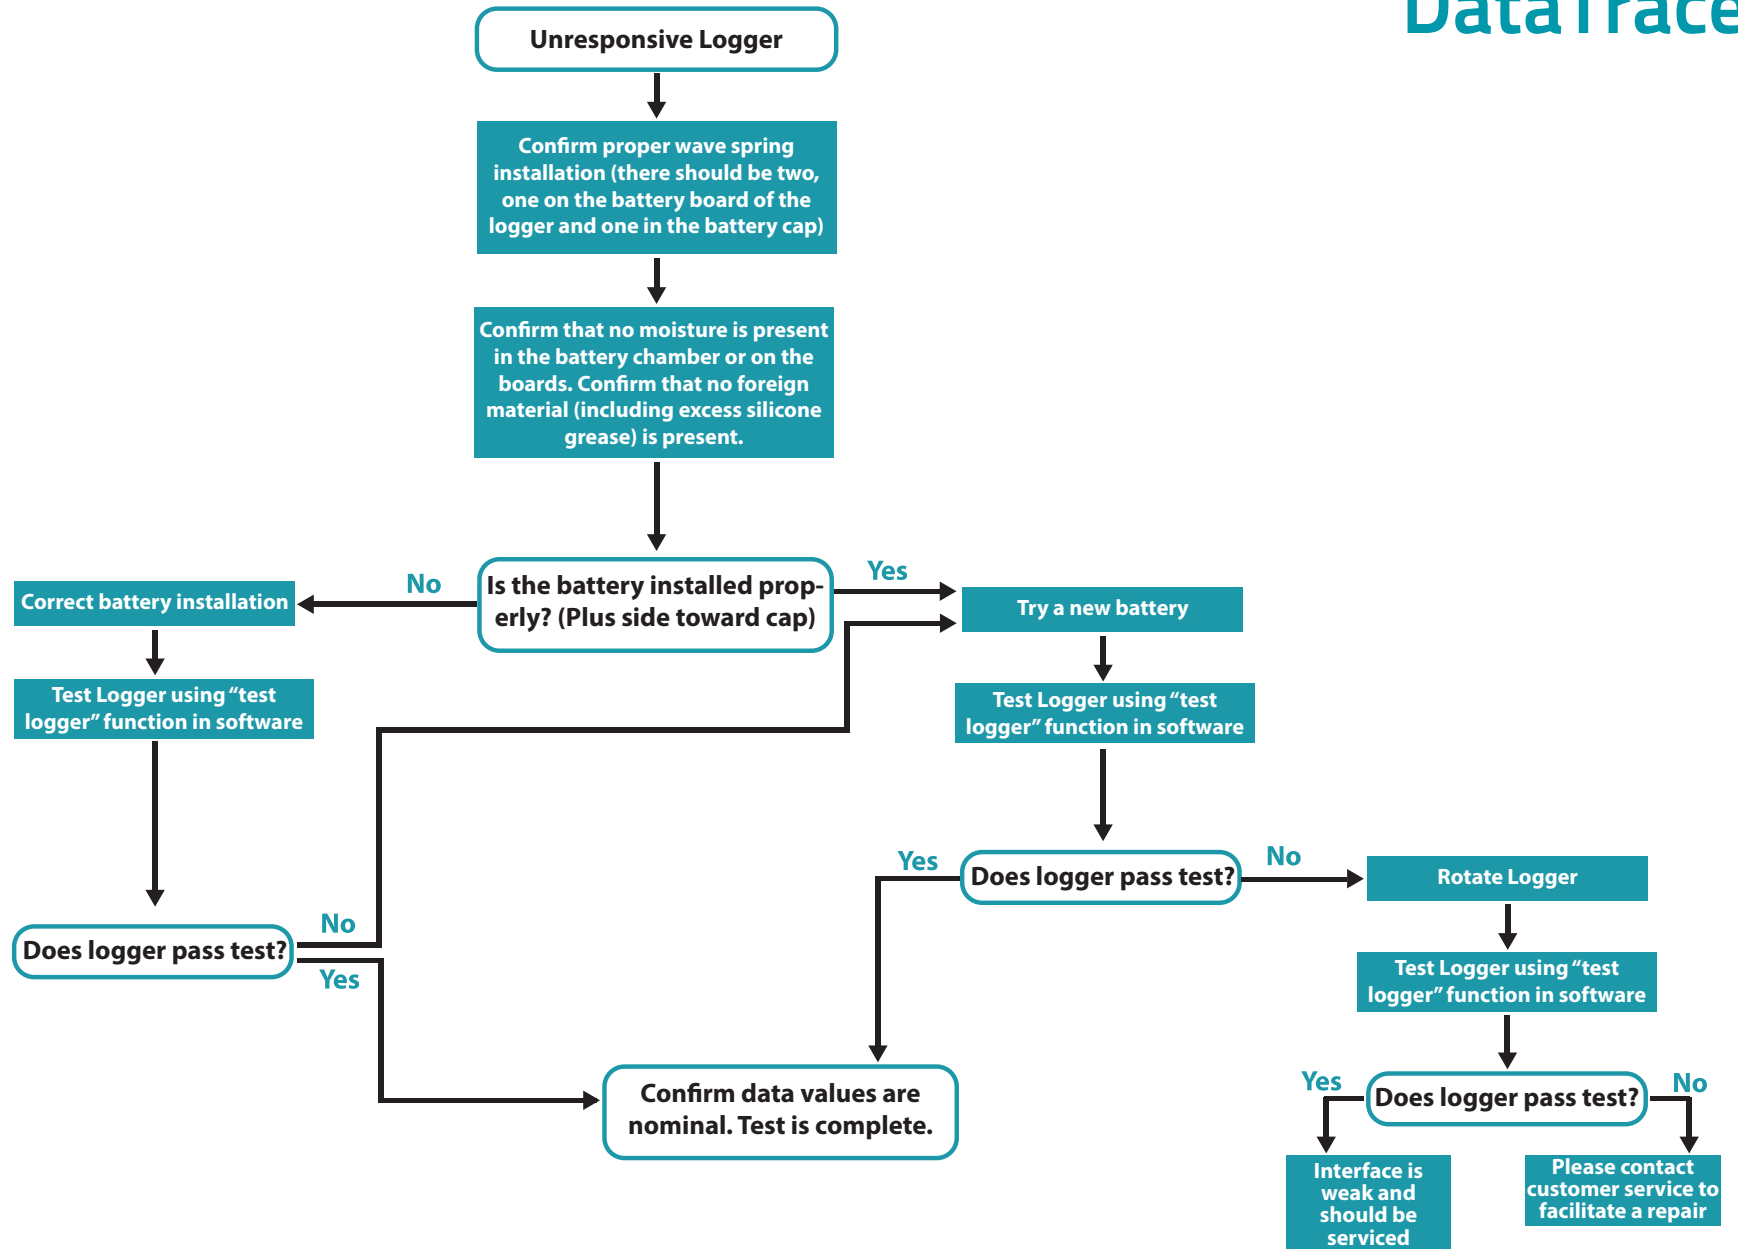 DataTrace
Unresponsive Logger
Confirm proper wave spring
installation (there should be two,
one on the battery board of the
logger and one in the battery cap)
Confirm that no moisture is present
in the battery chamber or on the
boards. Confirm that no foreign
material (including excess silicone
grease) is present.
Is the battery installed prop-
erly? (Plus side toward cap)
No
Yes
Correct battery installation
Try a new battery
Test Logger using “test
logger” function in software
Test Logger using “test
logger” function in software
Does logger pass test?
Yes
No
Rotate Logger
Does logger pass test?
No
Yes
Test Logger using “test
logger” function in software
Confirm data values are
nominal. Test is complete.
Does logger pass test?
Yes
No
Interface is
weak and
should be
serviced
Please contact
customer service to
facilitate a repair